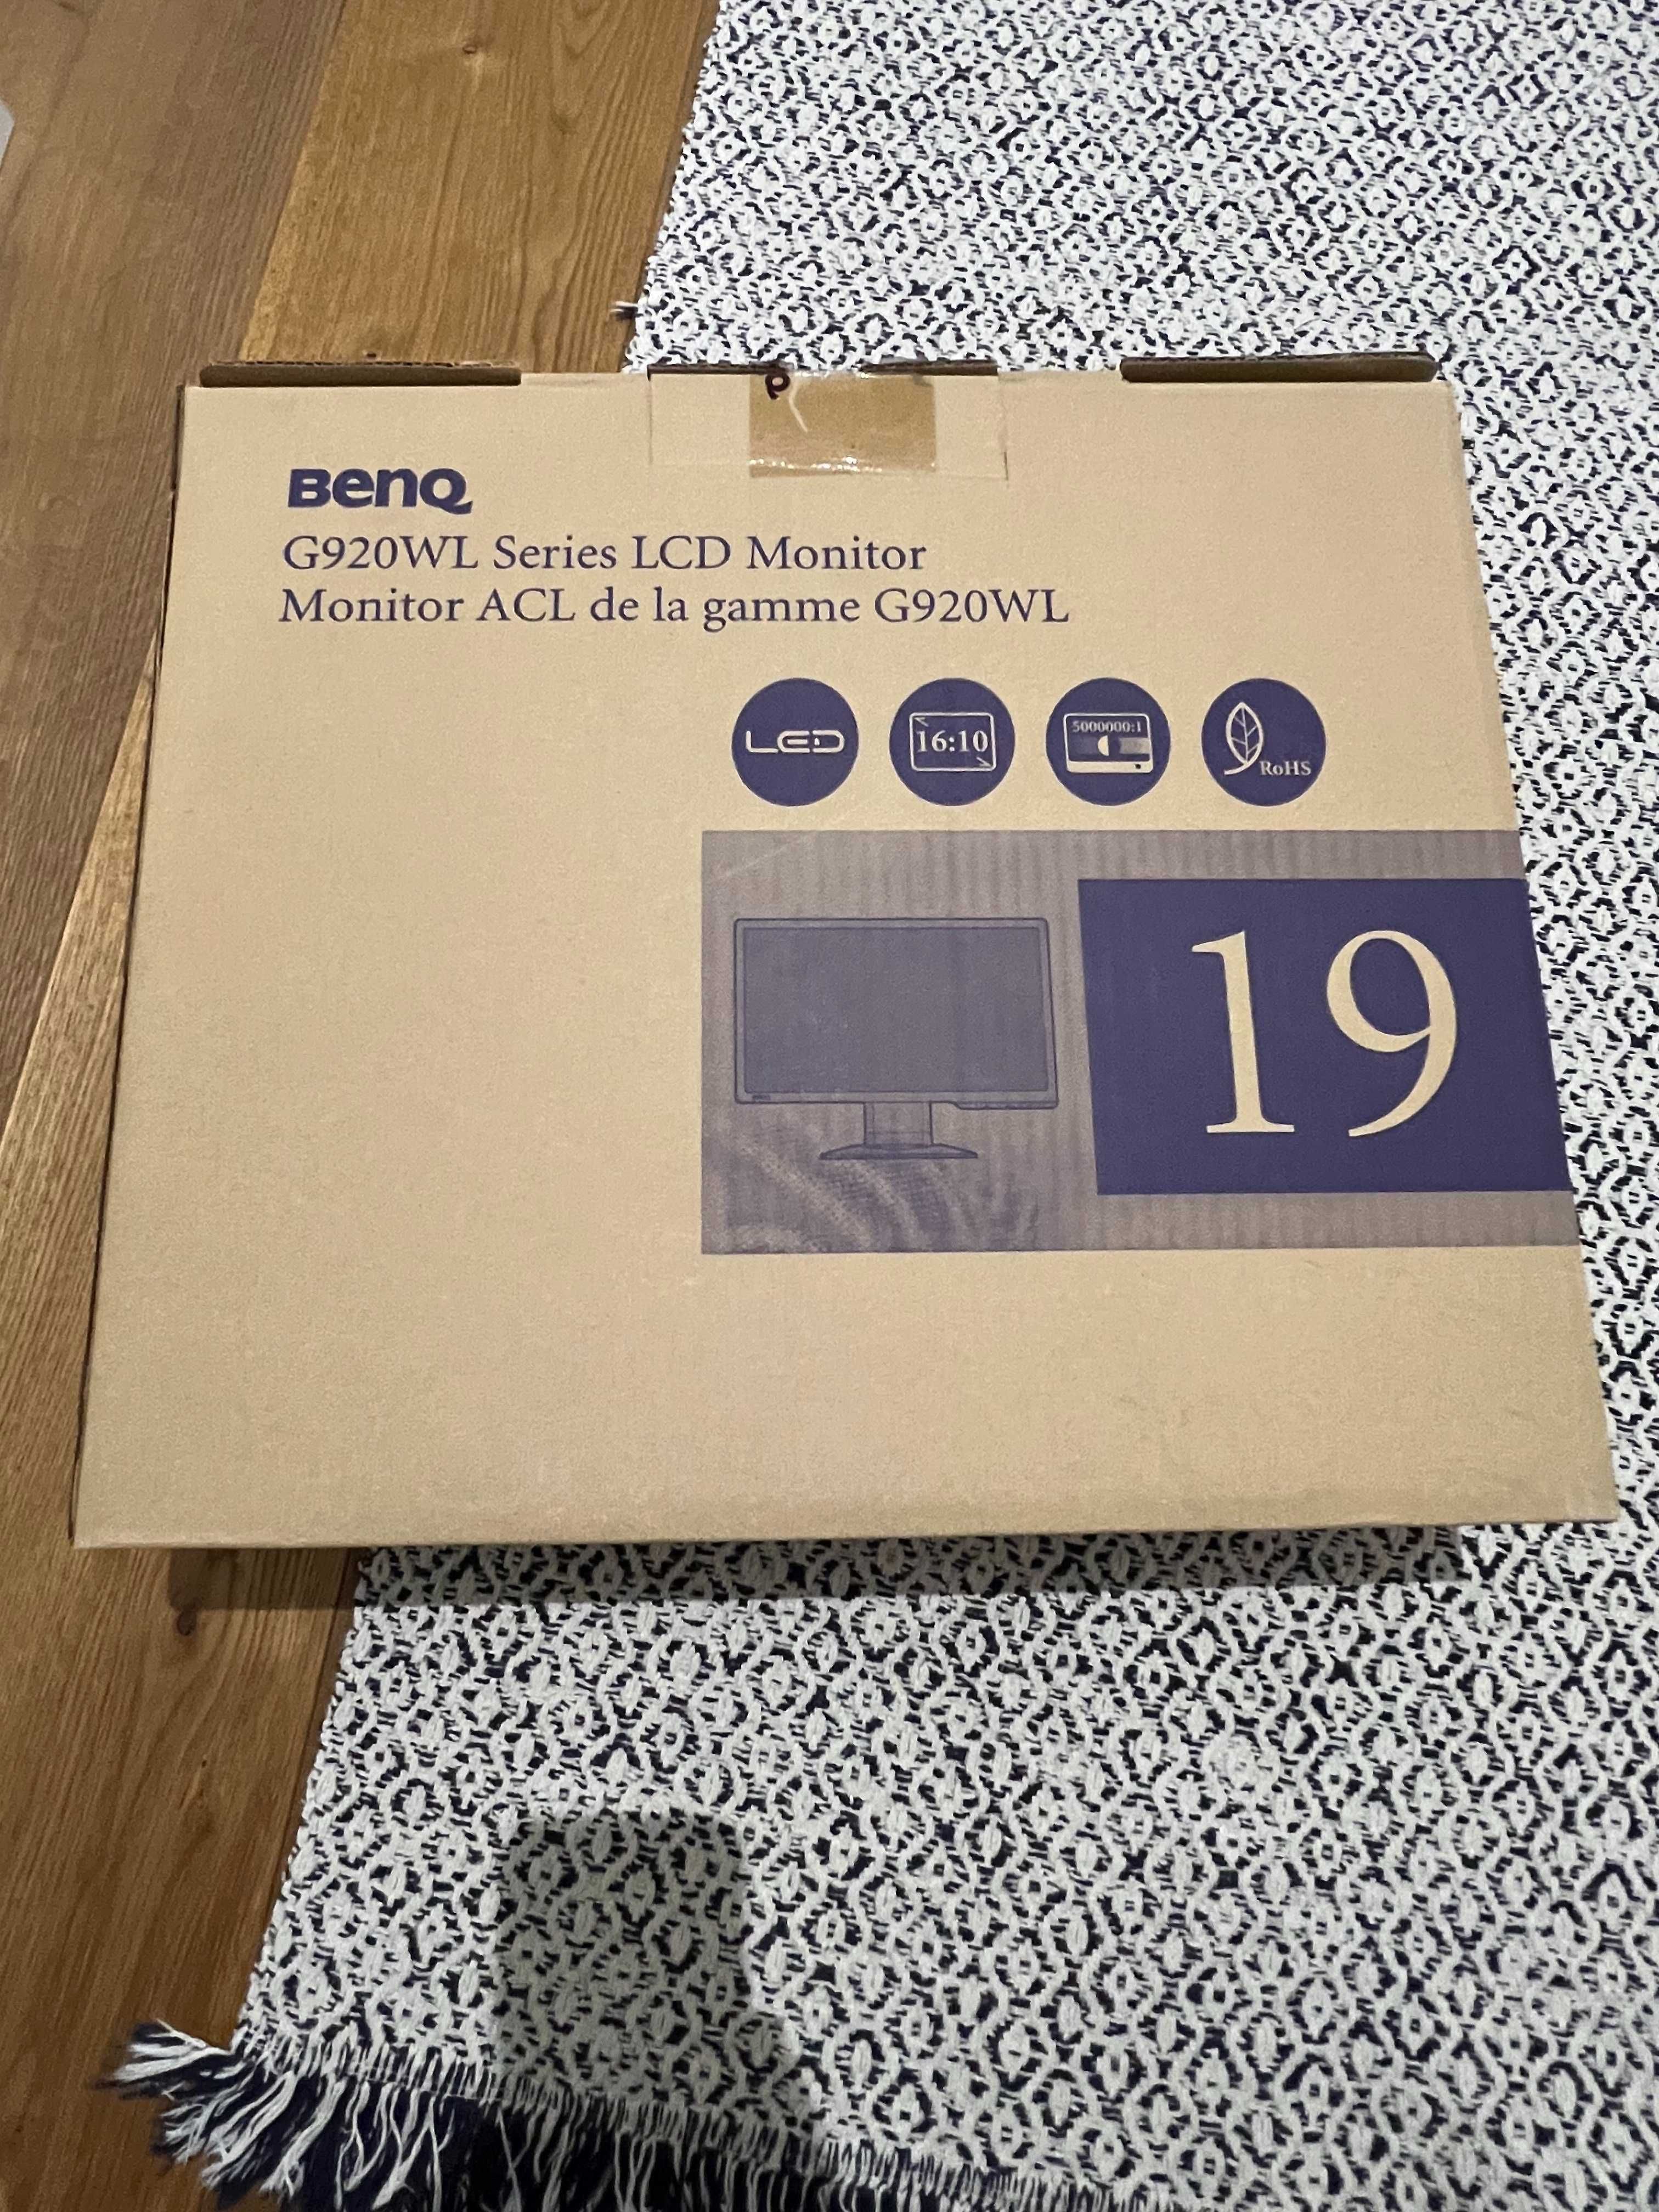 BenQ
G920WL Series LCD Monitor
Monitor ACL de la gamme G920WL
LED
16:10
5000000:1
RoHS
19